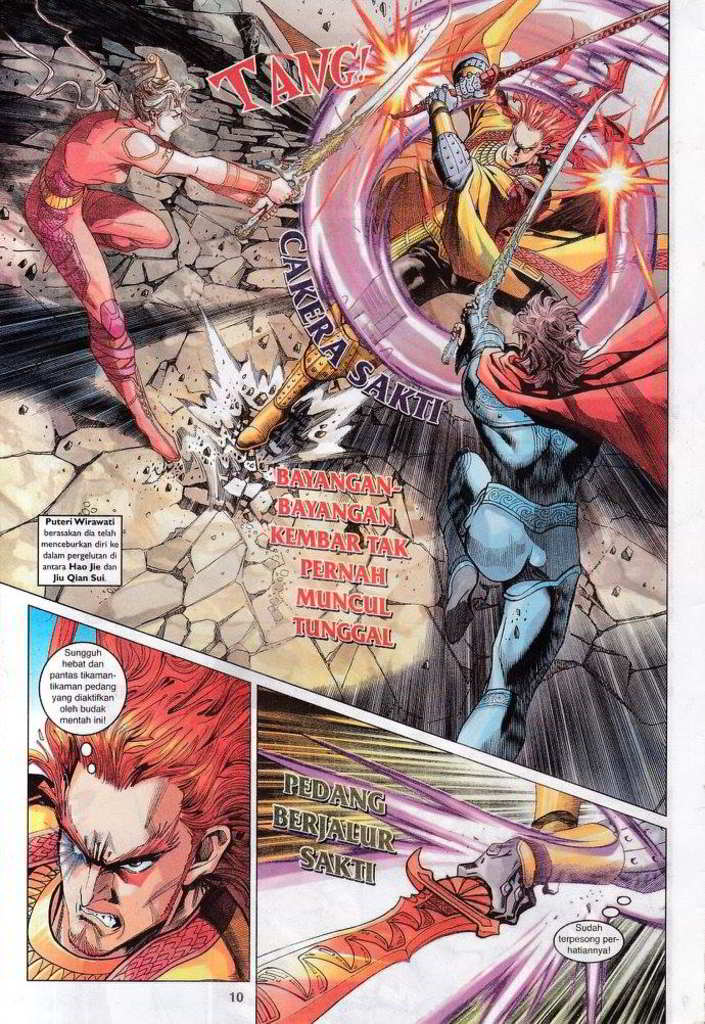 TANG!
CAKERA SAKTI
BAYANGAN-
BAYANGAN
KEMBAR TAK
PERNAH
MUNCUL
TUNGGAL
Puteri Wirawati
berasakan dia telah
menceburkan diri ke
dalam pergelutan di
antara Hao Jie dan
Jiu Qian Sui.
Sungguh
hebat dan
pantas tikaman-
tikaman pedang
yang diaktifkan
oleh budak
mentah ini!
PEDANG
BERJALUR
SAKTI
Sudah
terpesong per-
hatiannya!
10